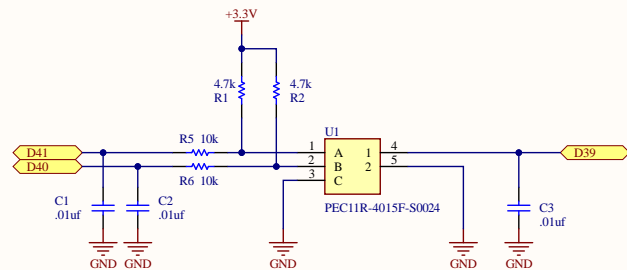 +3.3V
4.7k
R1
4.7k
R2
U1
D41
R5 10k
1
A
1
4
D39
D40
2
B
2
5
R6 10k
3
C
C1
.01uf
C2
.01uf
PEC11R-4015F-S0024
C3
.01uf
GND
GND
GND
GND
GND